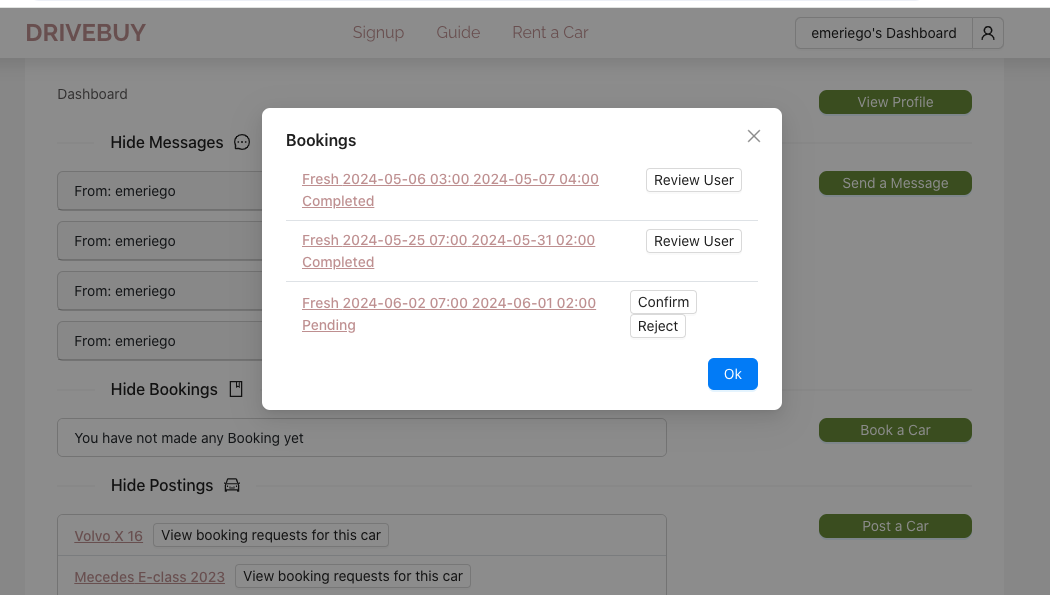 DRIVEBUY
Signup
Guide
Rent a Car
emeriego's Dashboard
Dashboard
View Profile
Hide Messages
From: emeriego
Send a Message
From: emeriego
From: emeriego
From: emeriego
Bookings
Fresh 2024-05-06 03:00 2024-05-07 04:00
Completed
Review User
Fresh 2024-05-25 07:00 2024-05-31 02:00
Completed
Review User
Fresh 2024-06-02 07:00 2024-06-01 02:00
Pending
Confirm
Reject
Ok
Hide Bookings
You have not made any Booking yet
Book a Car
Hide Postings
Volvo X 16
View booking requests for this car
Post a Car
Mecedes E-class 2023
View booking requests for this car